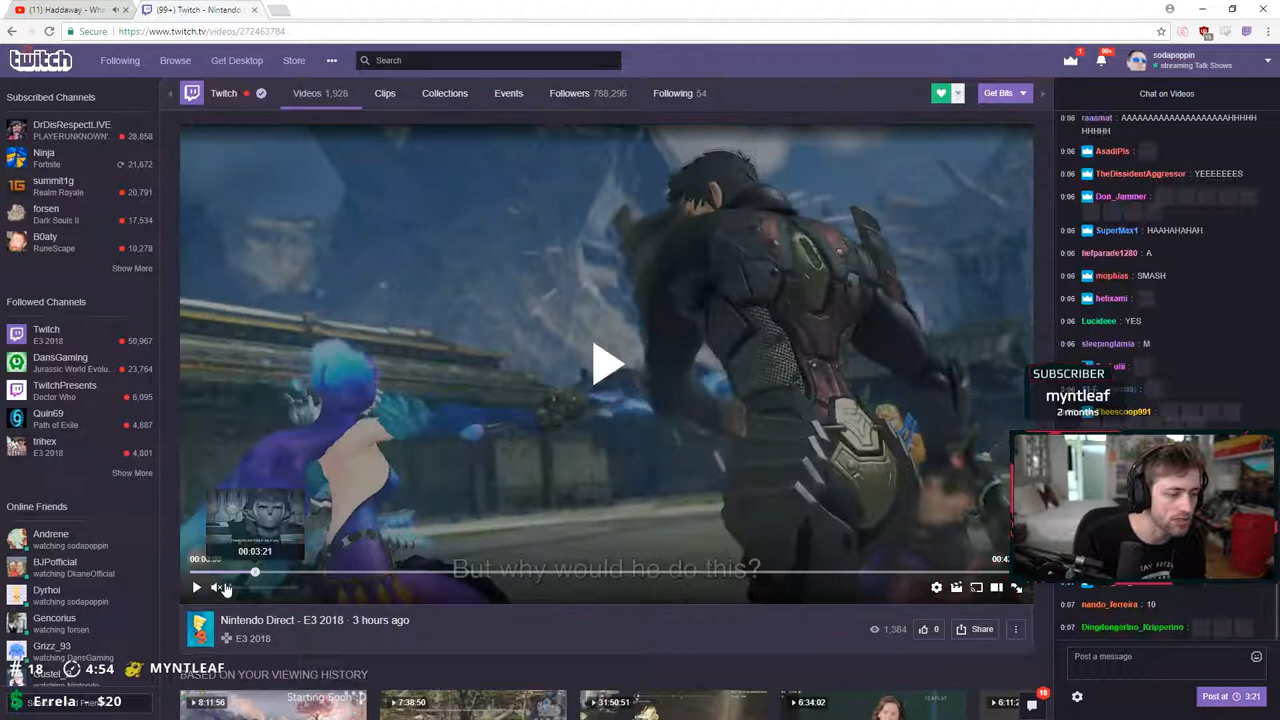 (11) Haddaway - Wh
(99+) Twitch - Nintendo
Secure https://www.twitch.tv/videos/272463784
twitch
Following
Browse
Get Desktop
Store
Search
1
99+
sodapoppin
streaming Talk Shows
Subscribed Channels
DrDisRespectLIVE
PLAYERUNKNOWN'... 28,858
Ninja
Fortnite 21,672
summit1g
Realm Royale 20,791
forsen
Dark Souls II 17,534
B0aty
RuneScape 10,278
Show More
Followed Channels
Twitch
E3 2018 50,967
DansGaming
Jurassic World Evolu... 23,764
TwitchPresents
Doctor Who 6,095
Quin69
Path of Exile 4,887
trihex
E3 2018 4,801
Show More
Online Friends
Andrene
watching sodapoppin
BJPofficial
watching DkaneOfficial
Dyrhoi
watching sodapoppin
Gencorius
watching forsen
Grizz_93
#18 4:54 MYNTLEAF
Errela - $20
Twitch
Videos 1,928
Clips
Collections
Events
Followers 788,296
Following 54
Get Bits
00:03:21
But why would he do this?
Nintendo Direct - E3 2018 · 3 hours ago
E3 2018
1,384
0
Share
BASED ON YOUR VIEWING HISTORY
8:11:56
Starting Soon
7:38:50
31:50:51
6:34:02
Chat on Videos
0:06 raaamat : AAAAAAAAAAAAAAAAAAAAHHHH
HHHHH
0:06 AsadiPls :
0:06 TheDissidentAggressor : YEEEEEEES
0:06 Don_Jammer :
0:06 SuperMax1 : HAAHAHAHAH
0:06 liefparade1280 : A
0:06 mophias : SMASH
0:06 helixami :
0:06 Lucideee : YES
0:06 sleepinglamia : M
SUBSCRIBER
myntleaf
2 months
0:07 nando_ferreira : 10
0:07 Dingdongerino_Kripperino :
Post a message
18
Post at 3:21